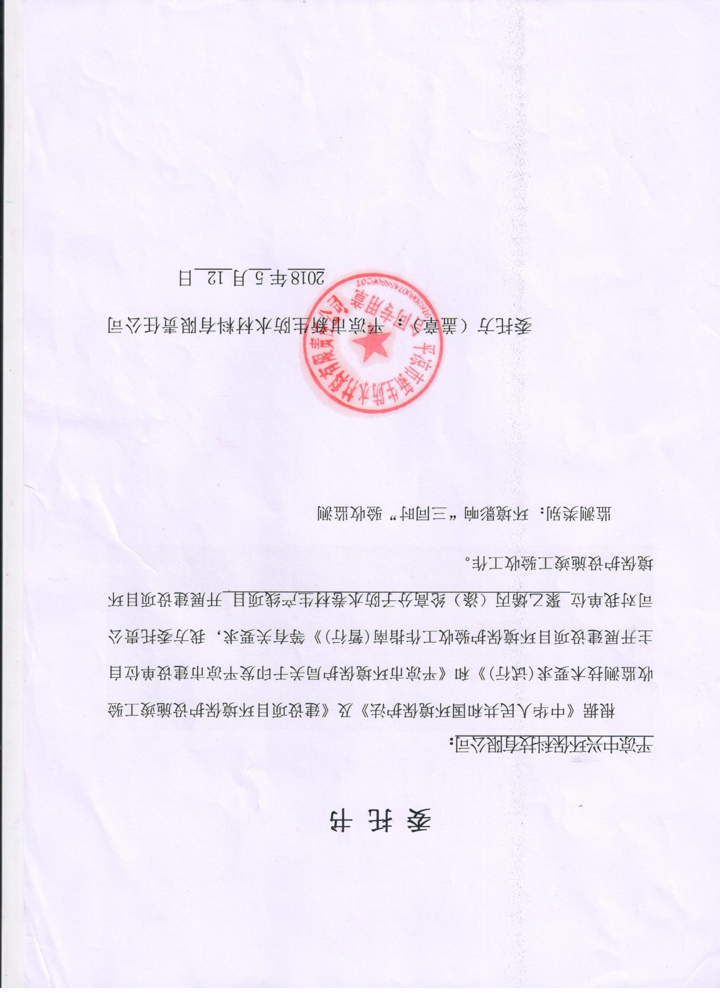 委托书
平凉中兴环保科技有限公司：
根据《中华人民共和国环境保护法》及《建设项目环境保护设施竣工验
收监测技术要求(试行)》和《平凉市环境保护局关于印发平凉市建设单位自
主开展建设项目环境保护验收工作指南(暂行)》等有关要求，我方委托贵公
司对我单位 聚乙烯丙（涤）纶高分子防水卷材生产线项目 开展建设项目环
境保护设施竣工验收工作。
监测类别：环境影响“三同时”验收监测
委托方（盖章）：平凉市新生防水材料有限责任公司
2018年 5 月 12 日
平凉市新生防水材料有限责任公司
合同专用章